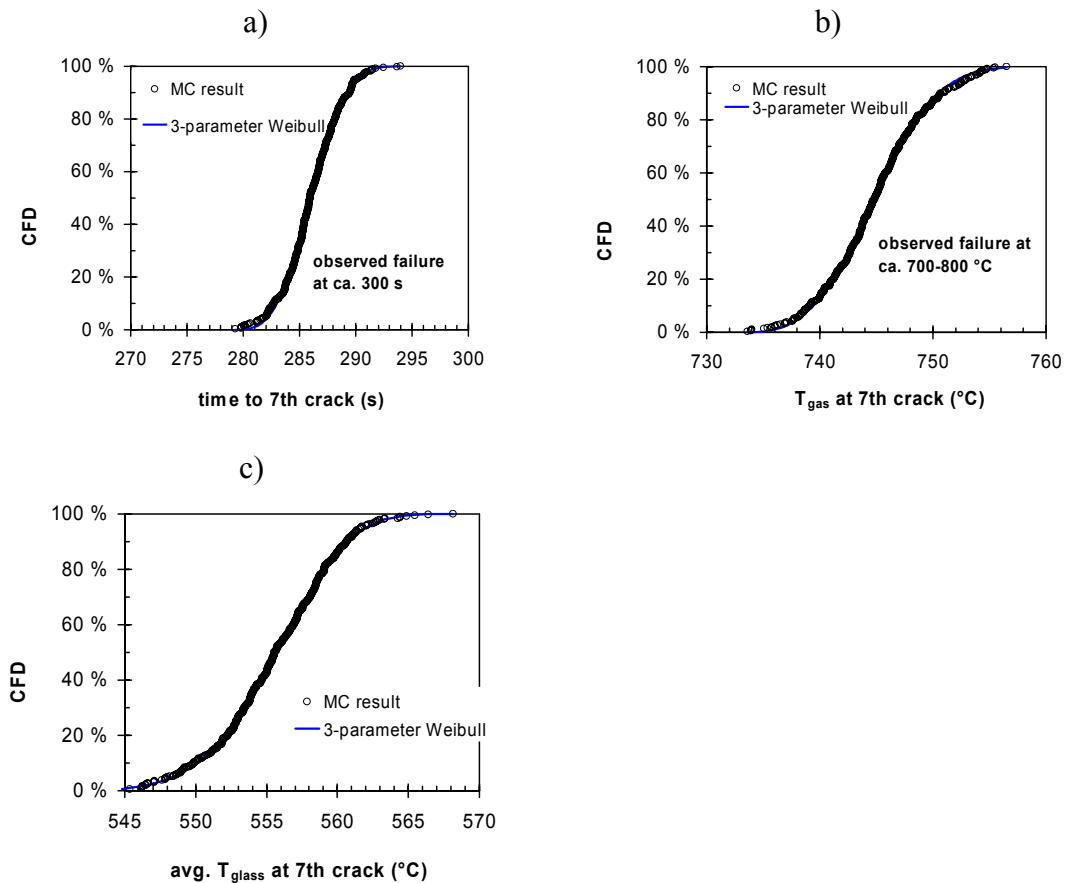 a)
100 %
80 %
60 %
40 %
20 %
0 %
CFD
MC result
3-parameter Weibull
observed failure
at ca. 300 s
270 275 280 285 290 295 300
time to 7th crack (s)
b)
100 %
80 %
60 %
40 %
20 %
0 %
CFD
MC result
3-parameter Weibull
observed failure at
ca. 700-800 °C
730 740 750 760
Tgas at 7th crack (°C)
c)
100 %
80 %
60 %
40 %
20 %
0 %
CFD
MC result
3-parameter Weibull
545 550 555 560 565 570
avg. Tglass at 7th crack (°C)